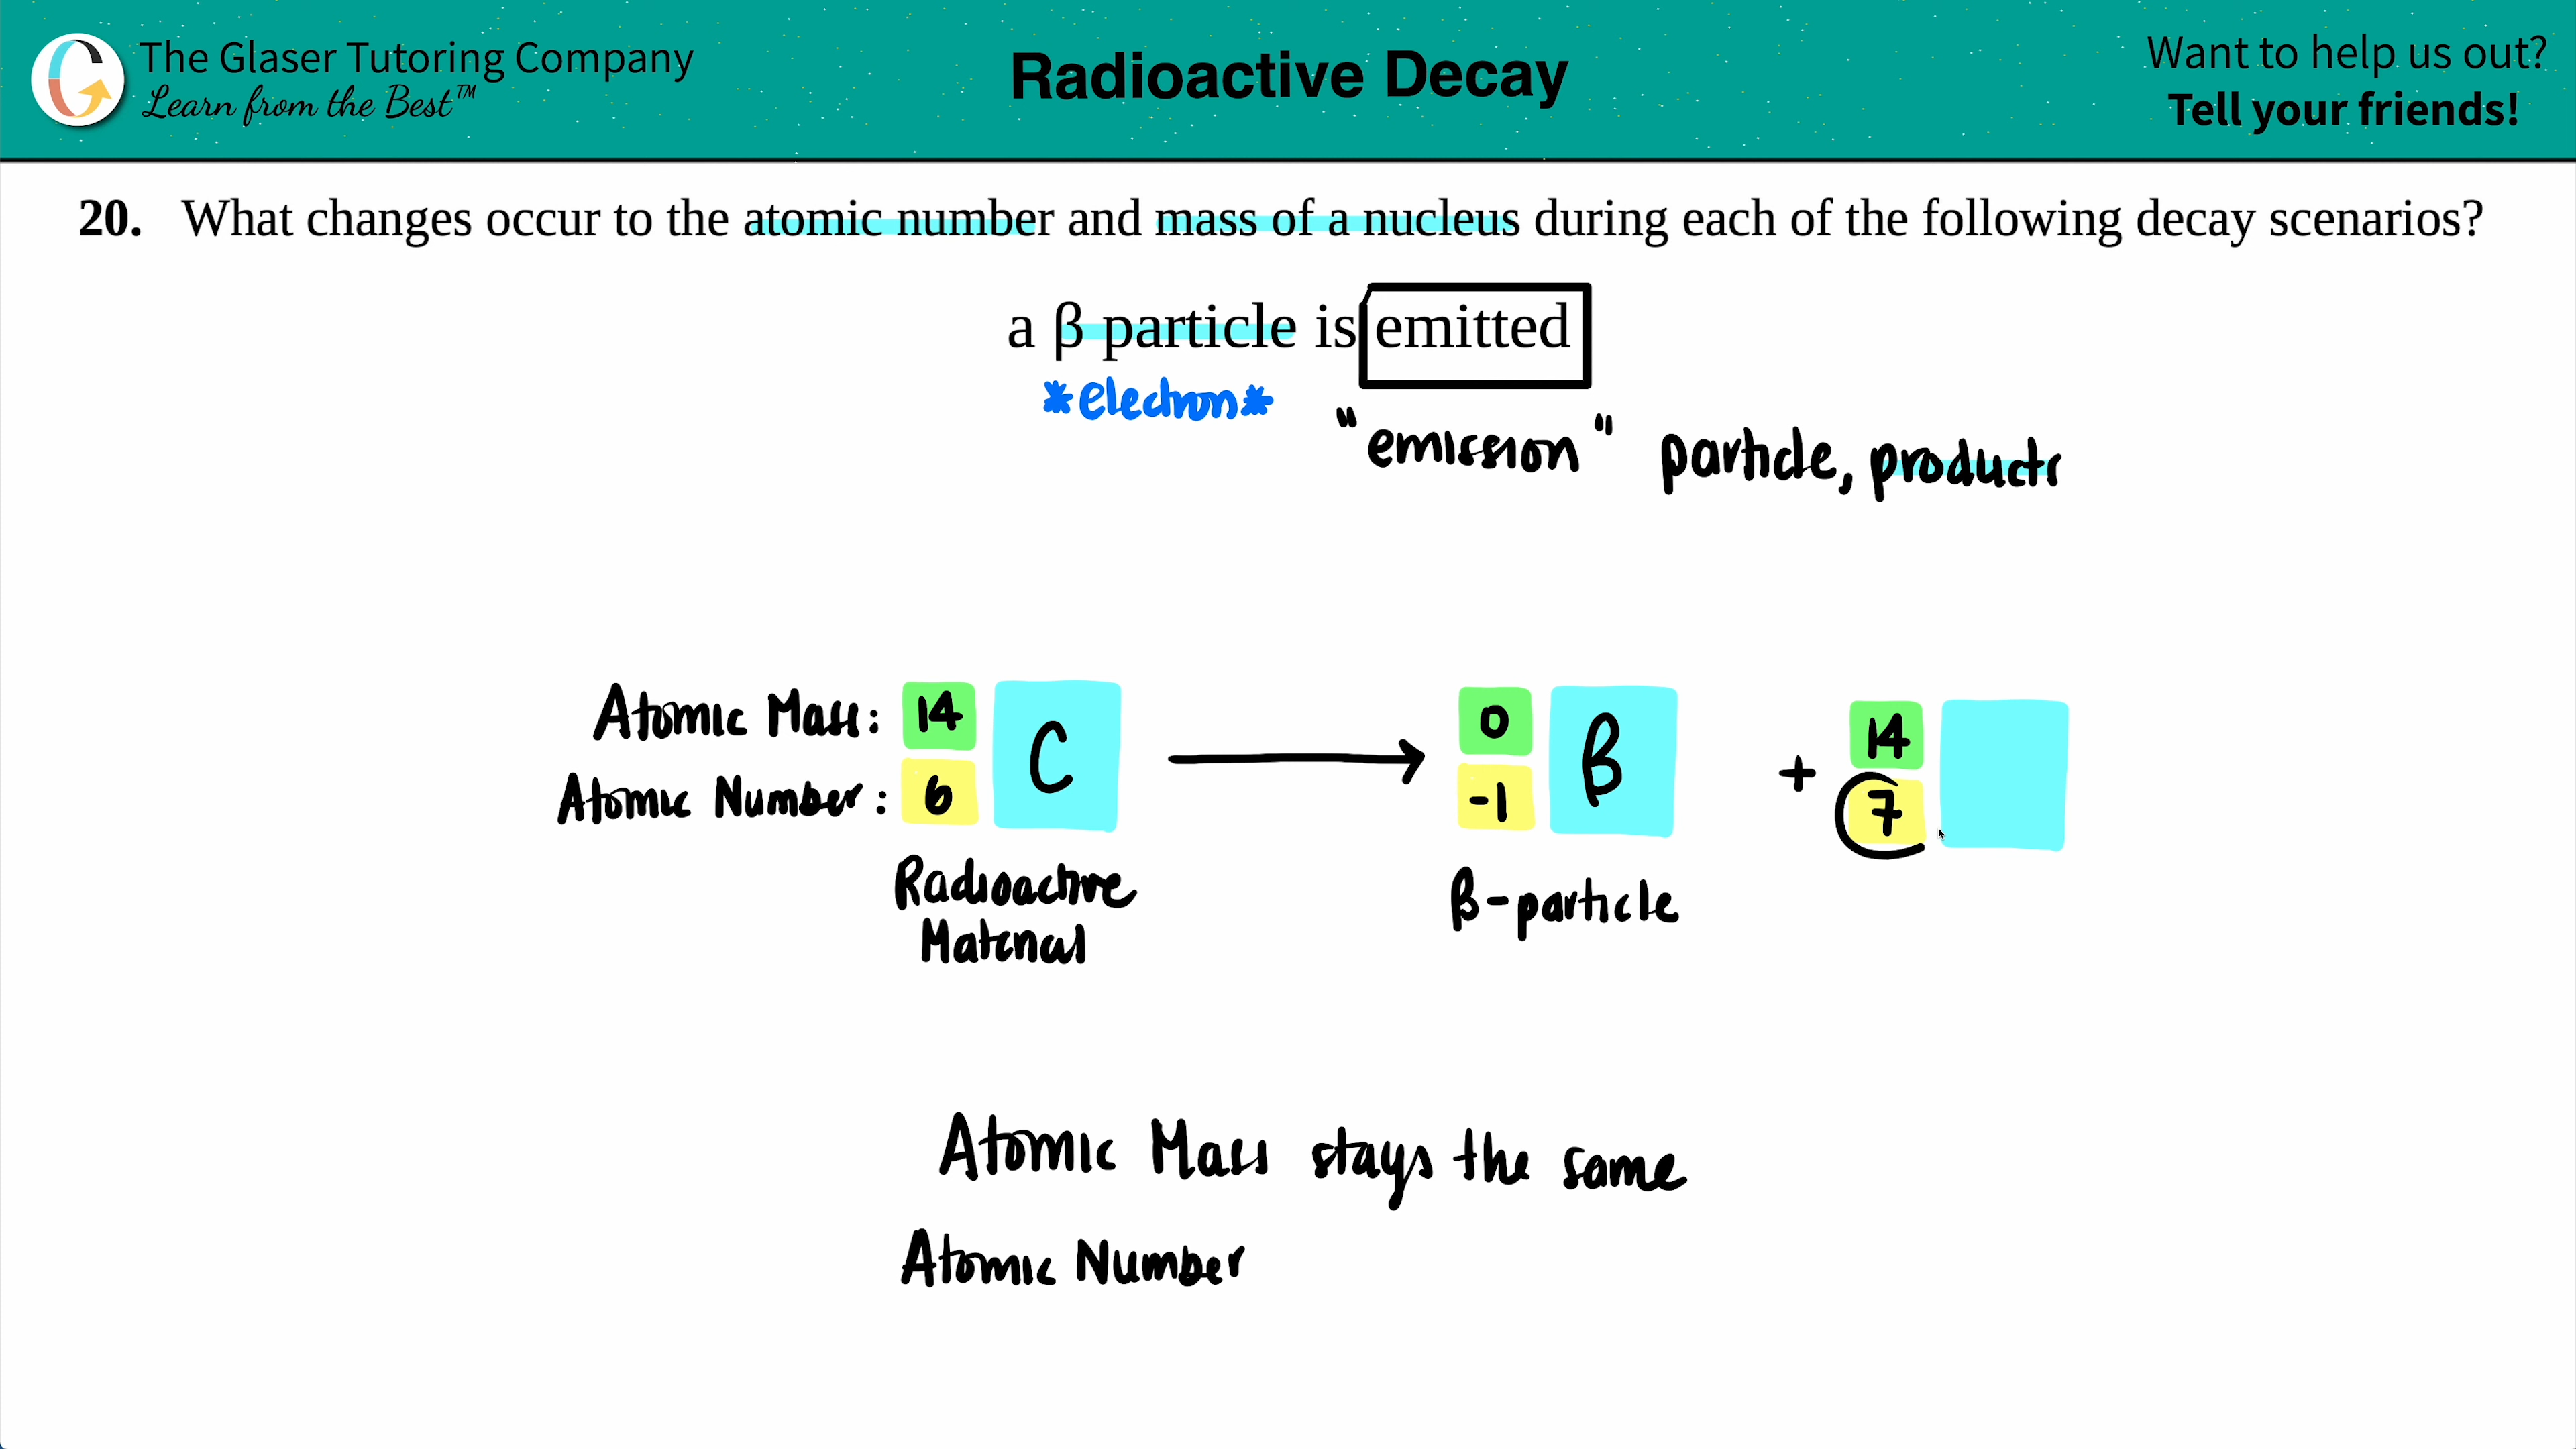 The Glaser Tutoring Company
Learn from the Best™
Radioactive Decay
Want to help us out?
Tell your friends!
20. What changes occur to the atomic number and mass of a nucleus during each of the following decay scenarios?
a β particle is emitted
*electron*
"emission" particle, products
Atomic Mass: 14 C 0 β + 14
Atomic Number: 6 -1 7
Radioactive
Material
β-particle
Atomic Mass stays the same
Atomic Number